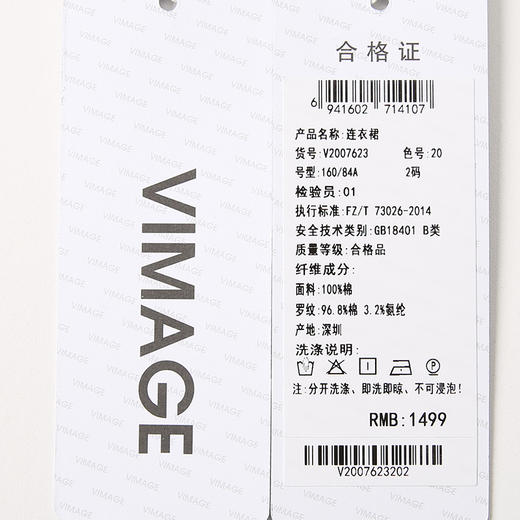 VIMAGE
合格证
6 941602 714107
产品名称:连衣裙
货号:V2007623 色号:20
号型:160/84A 2码
检验员:01
执行标准:FZ/T 73026-2014
安全技术类别:GB18401 B类
质量等级:合格品
纤维成分:
面料:100%棉
罗纹:96.8%棉 3.2%氨纶
产地:深圳
洗涤说明:
注:分开洗涤、即洗即晾、不可浸泡!
RMB:1499
V2007623202